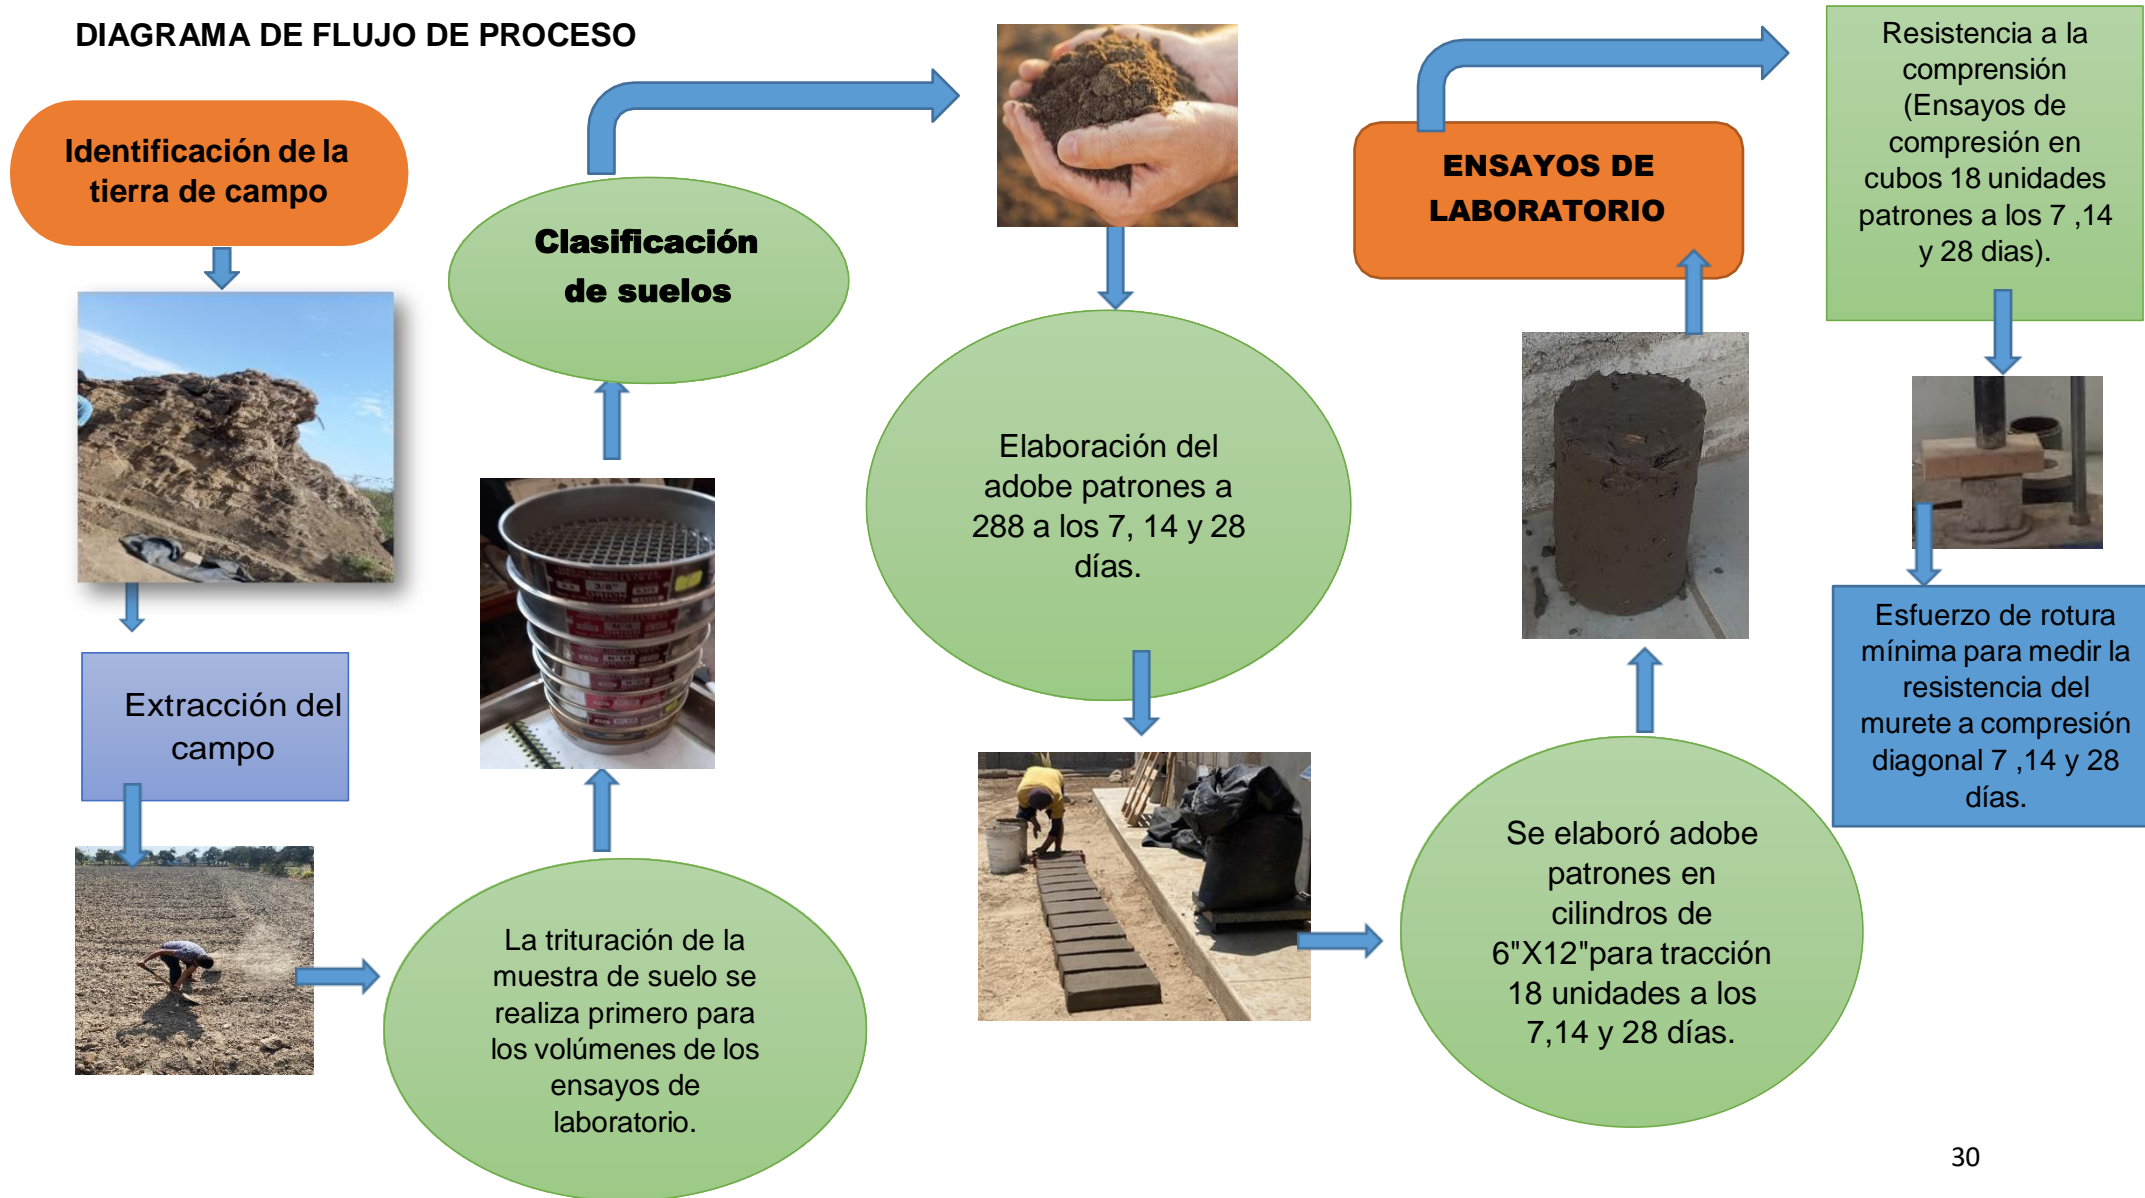 DIAGRAMA DE FLUJO DE PROCESO
Identificación de la
tierra de campo
Extracción del
campo
La trituración de la
muestra de suelo se
realiza primero para
los volúmenes de los
ensayos de
laboratorio.
3/8"
ORION
Clasificación
de suelos
Elaboración del
adobe patrones a
288 a los 7, 14 y 28
días.
Se elaboró adobe
patrones en
cilindros de
6"X12"para tracción
18 unidades a los
7,14 y 28 días.
ENSAYOS DE
LABORATORIO
Resistencia a la
comprensión
(Ensayos de
compresión en
cubos 18 unidades
patrones a los 7 ,14
y 28 dias).
Esfuerzo de rotura
mínima para medir la
resistencia del
murete a compresión
diagonal 7 ,14 y 28
días.
30